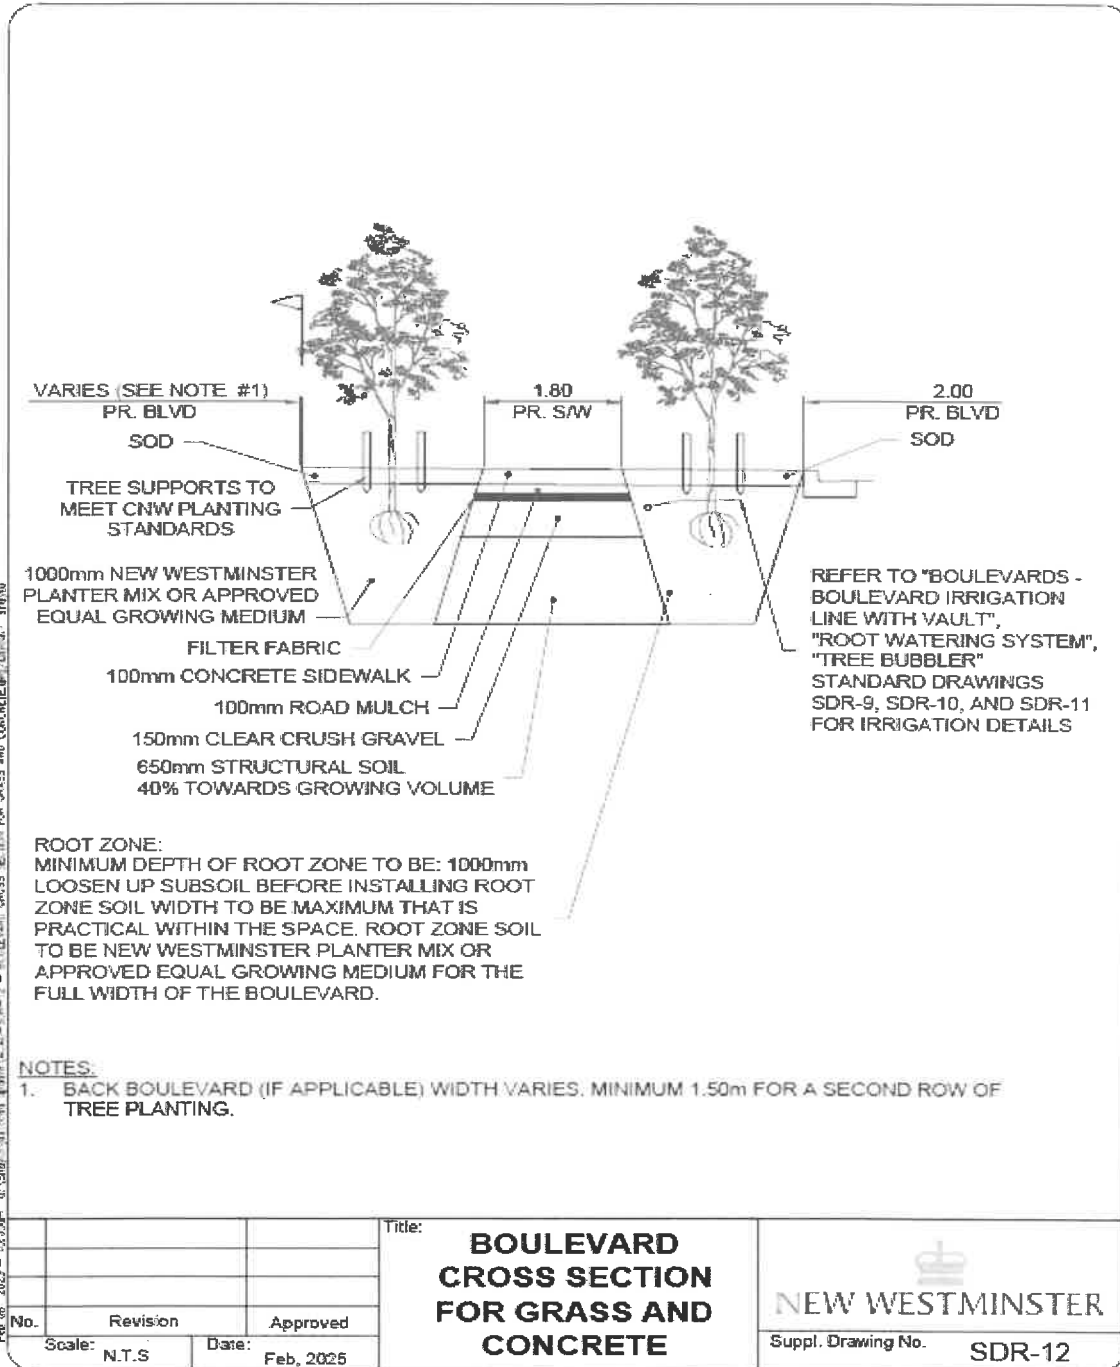 VARIES (SEE NOTE #1)
PR. BLVD
1.80
PR. S/W
2.00
PR. BLVD
SOD
SOD
TREE SUPPORTS TO
MEET CNW PLANTING
STANDARDS
1000mm NEW WESTMINSTER
PLANTER MIX OR APPROVED
EQUAL GROWING MEDIUM
FILTER FABRIC
100mm CONCRETE SIDEWALK
100mm ROAD MULCH
150mm CLEAR CRUSH GRAVEL
650mm STRUCTURAL SOIL
40% TOWARDS GROWING VOLUME
REFER TO "BOULEVARDS -
BOULEVARD IRRIGATION
LINE WITH VAULT",
"ROOT WATERING SYSTEM",
"TREE BUBBLER"
STANDARD DRAWINGS
SDR-9, SDR-10, AND SDR-11
FOR IRRIGATION DETAILS
ROOT ZONE:
MINIMUM DEPTH OF ROOT ZONE TO BE: 1000mm
LOOSEN UP SUBSOIL BEFORE INSTALLING ROOT
ZONE SOIL WIDTH TO BE MAXIMUM THAT IS
PRACTICAL WITHIN THE SPACE. ROOT ZONE SOIL
TO BE NEW WESTMINSTER PLANTER MIX OR
APPROVED EQUAL GROWING MEDIUM FOR THE
FULL WIDTH OF THE BOULEVARD.
NOTES:
1. BACK BOULEVARD (IF APPLICABLE) WIDTH VARIES. MINIMUM 1.50m FOR A SECOND ROW OF
TREE PLANTING.
No. Revision Approved
Scale: N.T.S Date: Feb, 2025
Title:
BOULEVARD
CROSS SECTION
FOR GRASS AND
CONCRETE
NEW WESTMINSTER
Suppl. Drawing No. SDR-12